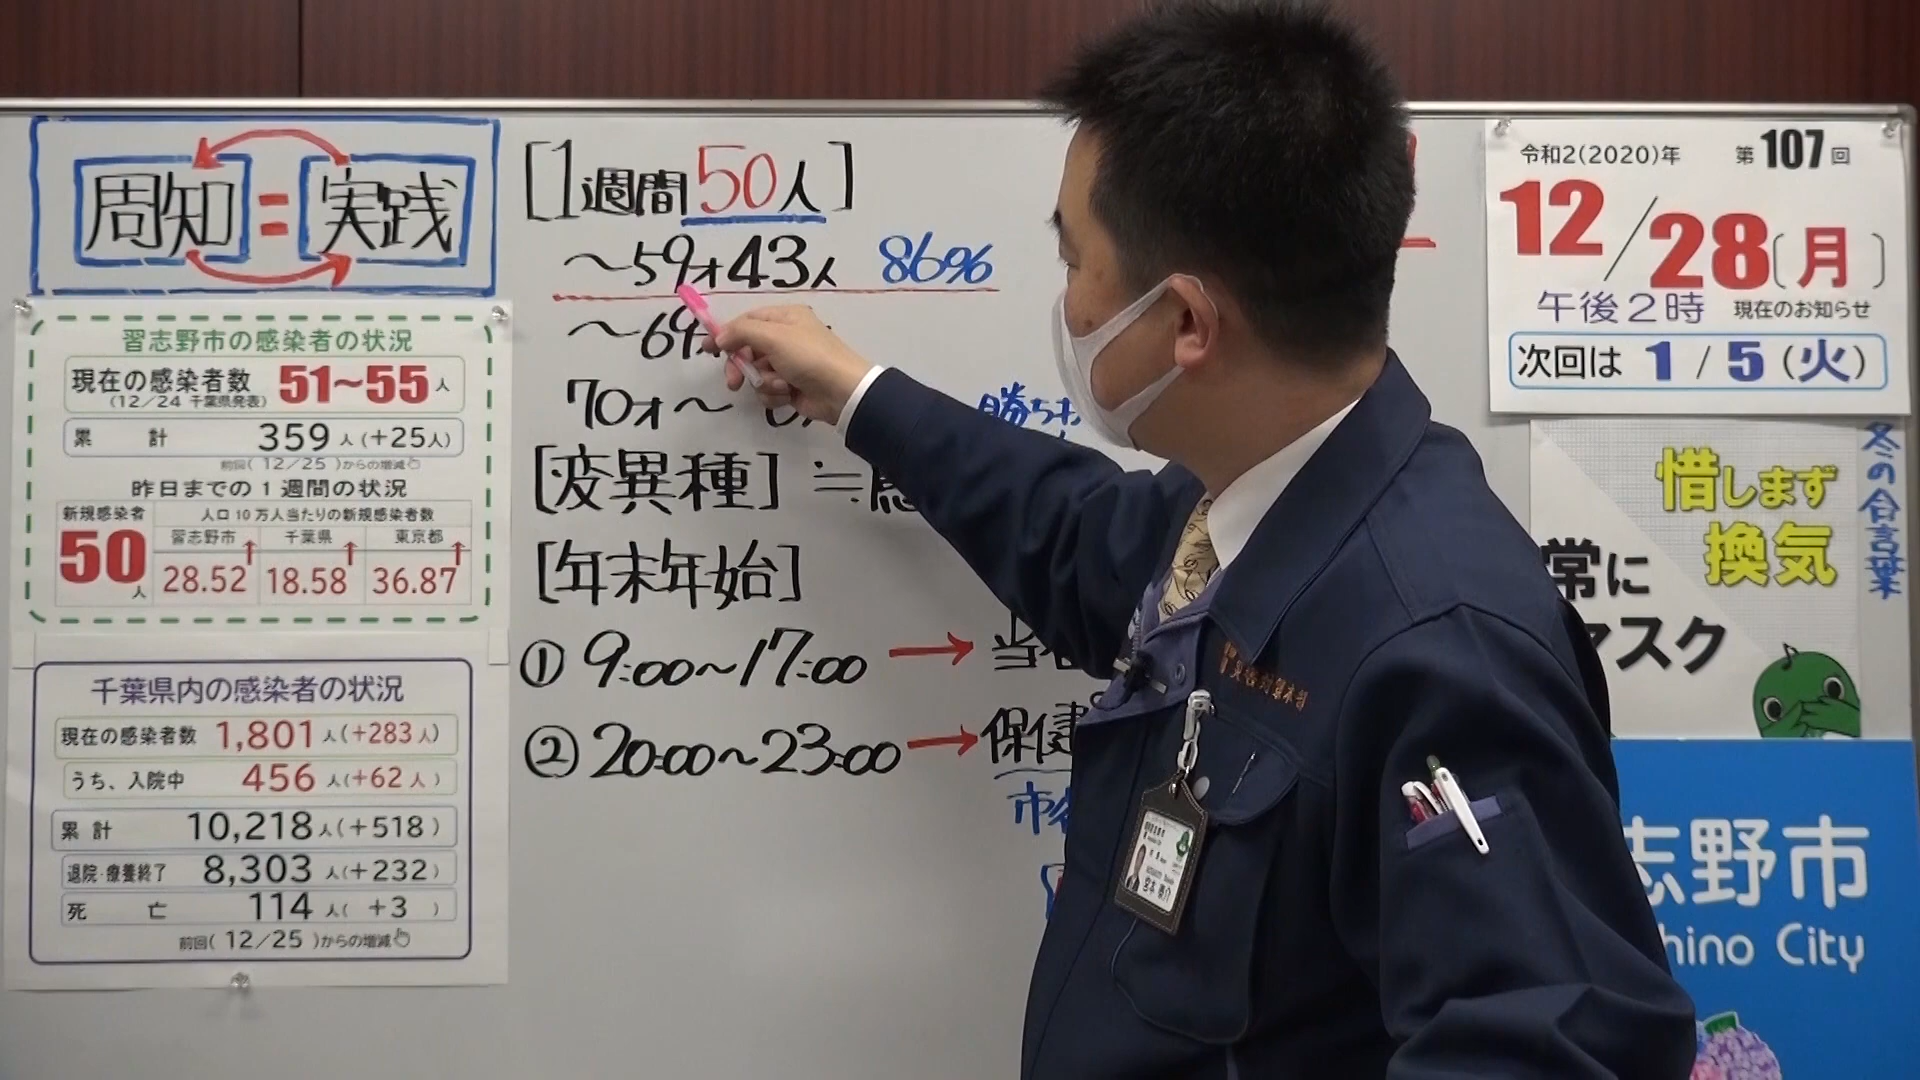 周知=実践
習志野市の感染者の状況
現在の感染者数 51~55人
(12/24 千葉県発表)
累計 359人(+25人)
前回(12/25)からの増減
昨日までの1週間の状況
新規感染者 50人
人口10万人当たりの新規感染者数
習志野市↑ 千葉県↑ 東京都↑
28.52 18.58 36.87
千葉県内の感染者の状況
現在の感染者数 1,801人(+283人)
うち、入院中 456人(+62人)
累計 10,218人(+518)
退院・療養終了 8,303人(+232)
死亡 114人(+3)
前回(12/25)からの増減
[1週間50人]
~59才43人 86%
~69
70才~
[変異種]≒
[年末年始]
① 9:00~17:00→当
② 20:00~23:00→保健
市
勝ち
令和2(2020)年 第107回
12/28(月)
午後2時 現在のお知らせ
次回は 1/5(火)
冬の合言葉
惜しまず
換気
常に
マスク
志野市
hino City